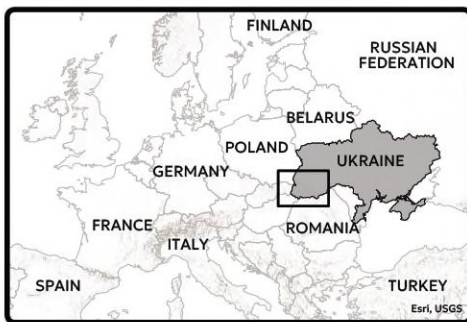 FINLAND
RUSSIAN
FEDERATION
BELARUS
POLAND
GERMANY
UKRAINE
FRANCE
ROMANIA
ITALY
SPAIN
TURKEY
Esri, USGS